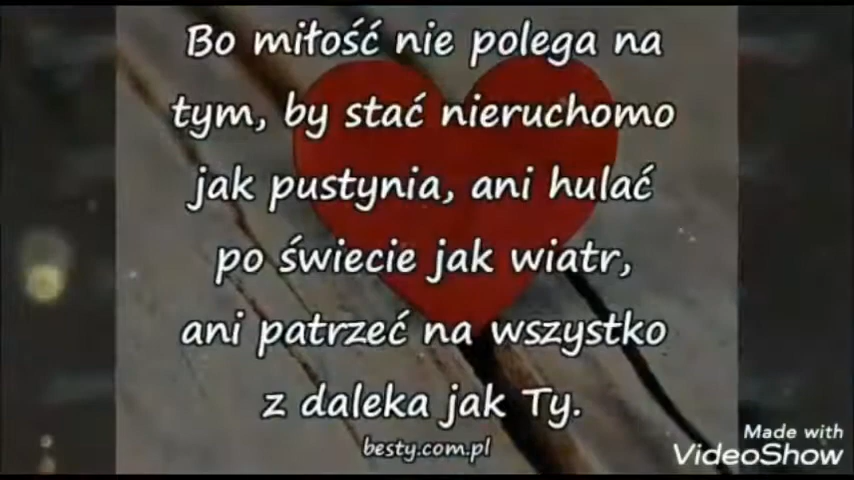 Bo miłość nie polega na
tym, by stać nieruchomo
jak pustynia, ani hulać
po świecie jak wiatr,
ani patrzeć na wszystko
z daleka jak Ty.
besty.com.pl
Made with
VideoShow